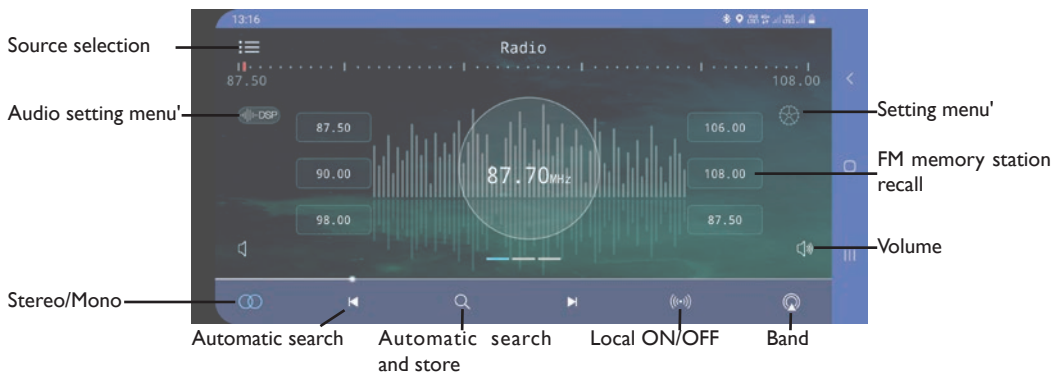 13:16
Source selection
Radio
87.50
108.00
Audio setting menu'
DSP
Setting menu'
87.50
106.00
FM memory station
recall
90.00
87.70MHz
108.00
98.00
87.50
Volume
Stereo/Mono
Automatic search
Automatic search
and store
Local ON/OFF
Band